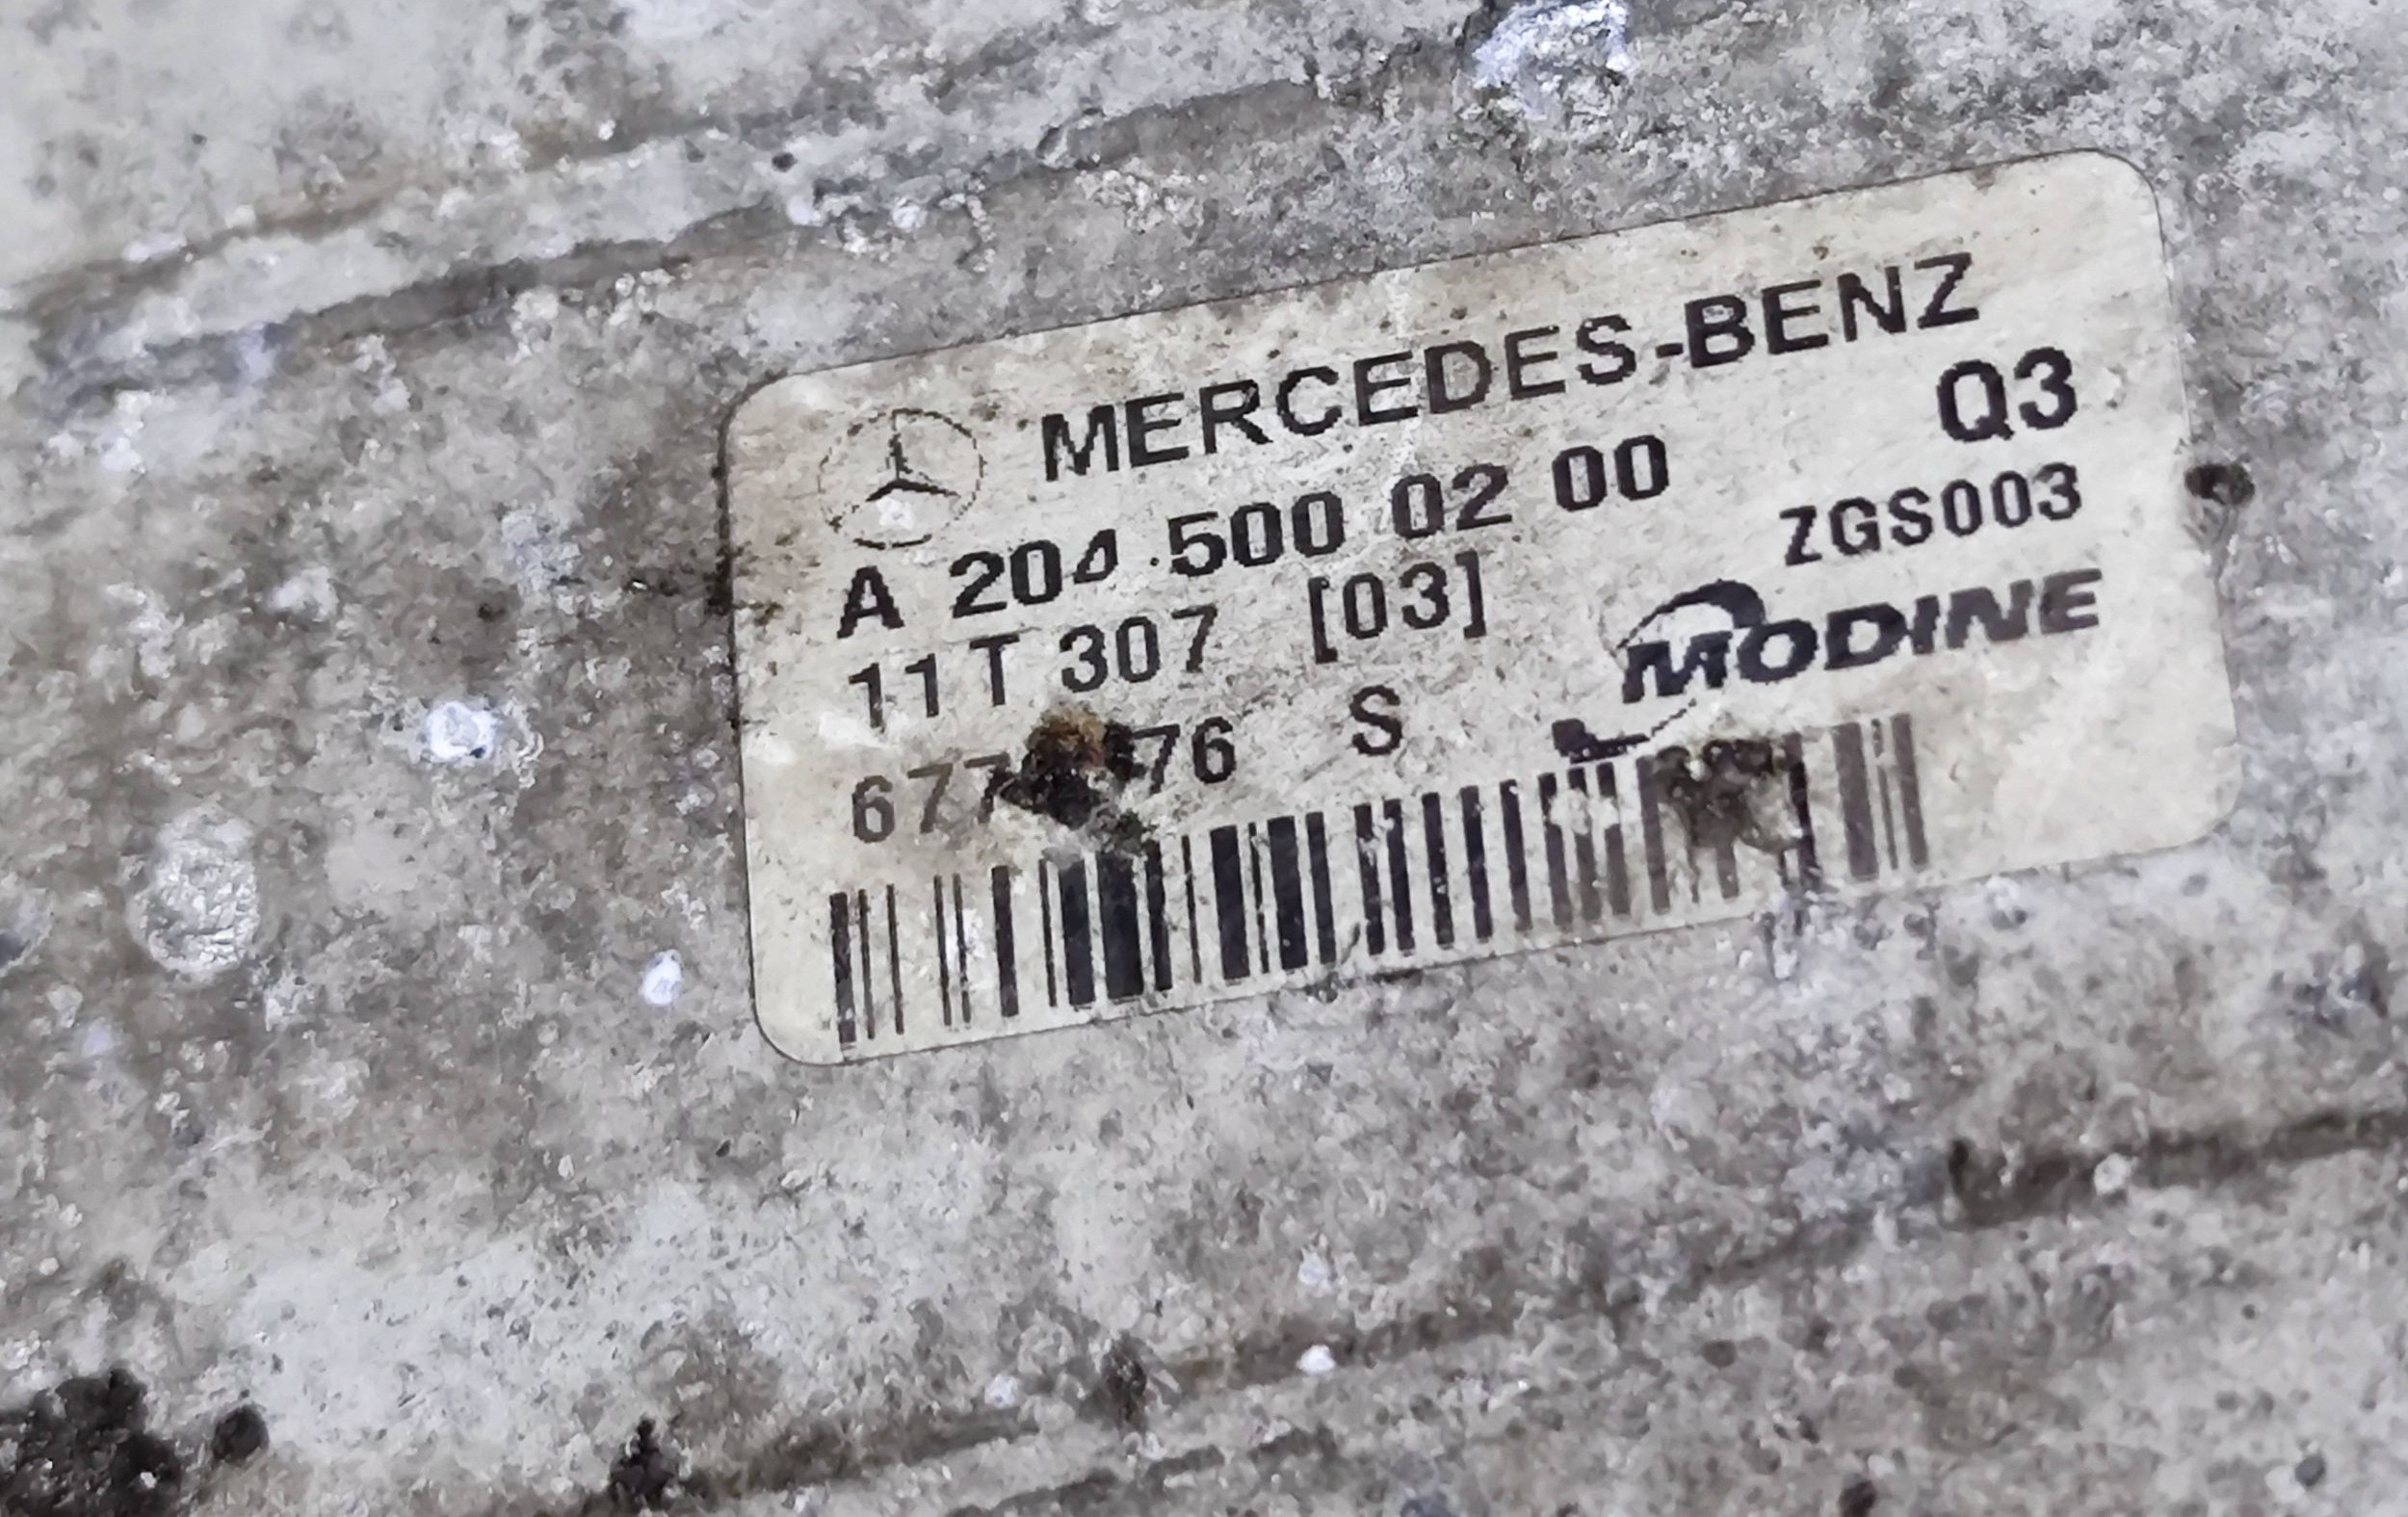 MERCEDES-BENZ
Q3
A 204 500 02 00
ZGS003
11T 307 [03]
MODINE
S